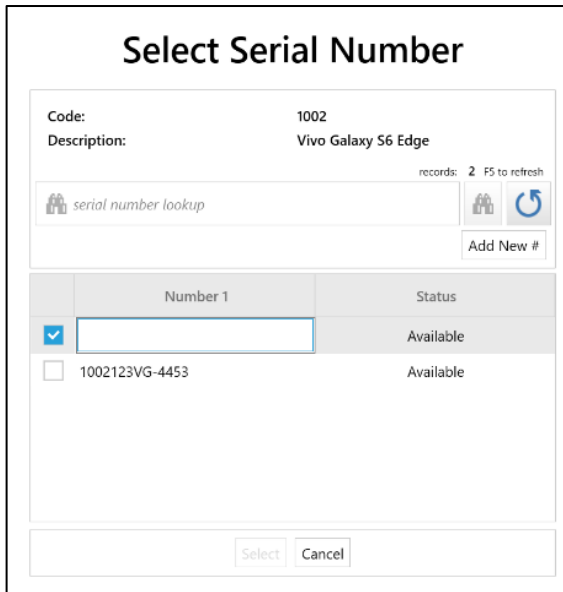 Select Serial Number
Code: 1002
Description: Vivo Galaxy S6 Edge
records: 2 F5 to refresh
serial number lookup
Add New #
Number 1 Status
Available
1002123VG-4453 Available
Select Cancel